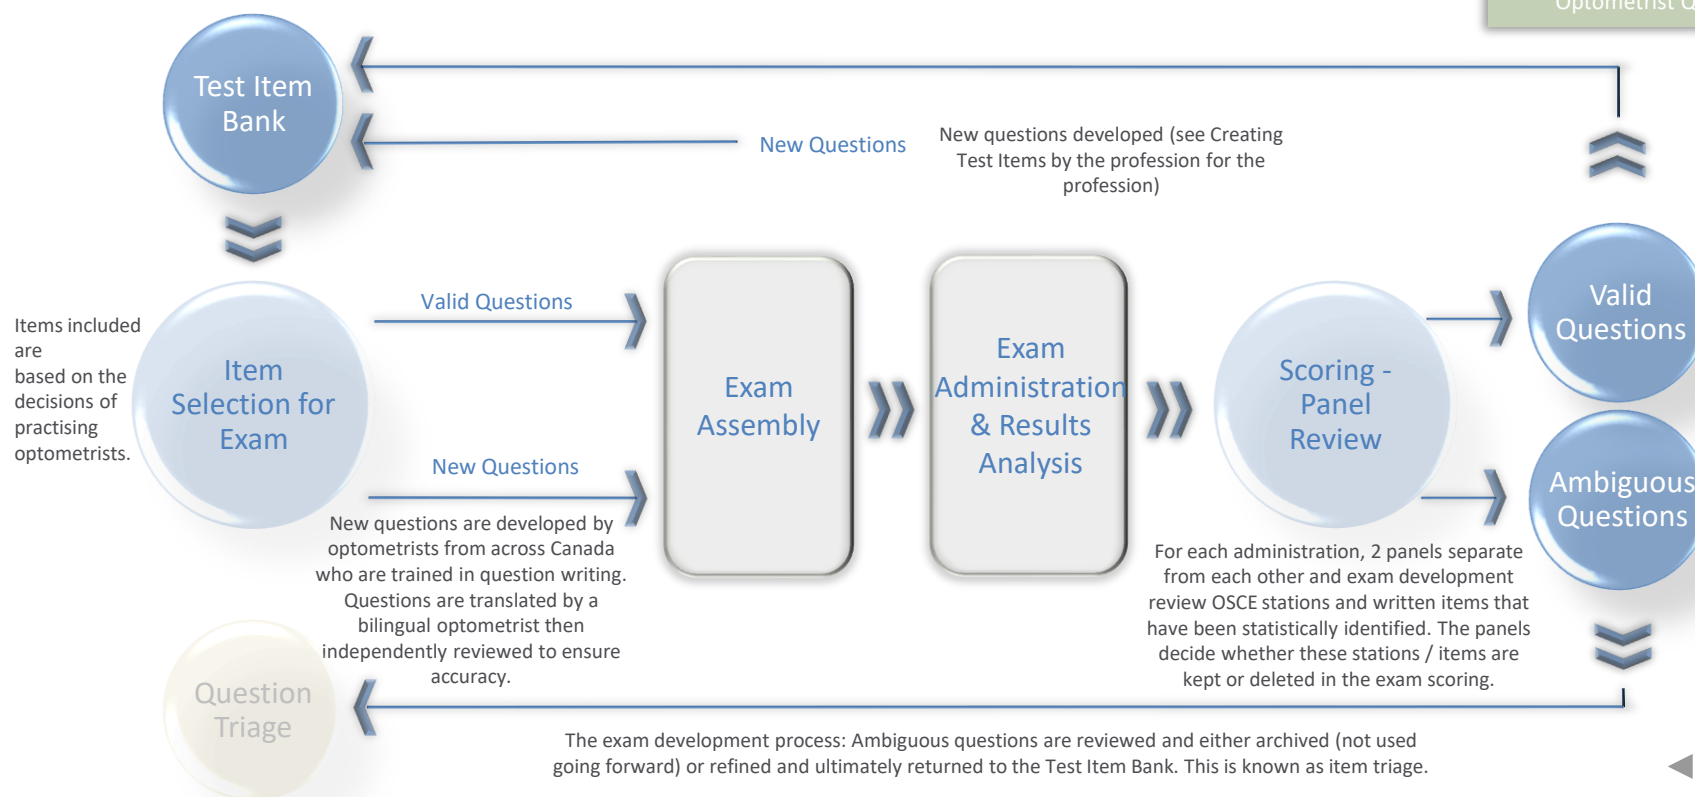 Optometrist Q
Test Item
Bank
New Questions
New questions developed (see Creating
Test Items by the profession for the
profession)
Items included
are
based on the
decisions of
practising
optometrists.
Item
Selection for
Exam
Valid Questions
New Questions
New questions are developed by
optometrists from across Canada
who are trained in question writing.
Questions are translated by a
bilingual optometrist then
independently reviewed to ensure
accuracy.
Exam
Assembly
Exam
Administration
& Results
Analysis
Scoring -
Panel
Review
Valid
Questions
Ambiguous
Questions
For each administration, 2 panels separate
from each other and exam development
review OSCE stations and written items that
have been statistically identified. The panels
decide whether these stations / items are
kept or deleted in the exam scoring.
Question
Triage
The exam development process: Ambiguous questions are reviewed and either archived (not used
going forward) or refined and ultimately returned to the Test Item Bank. This is known as item triage.